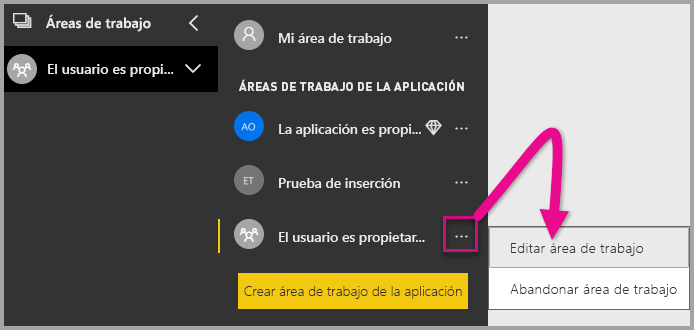 Áreas de trabajo
El usuario es propi...
Mi área de trabajo
...
ÁREAS DE TRABAJO DE LA APLICACIÓN
AO
La aplicación es propi...
...
ET
Prueba de inserción
...
El usuario es propietar...
...
Crear área de trabajo de la aplicación
Editar área de trabajo
Abandonar área de trabajo